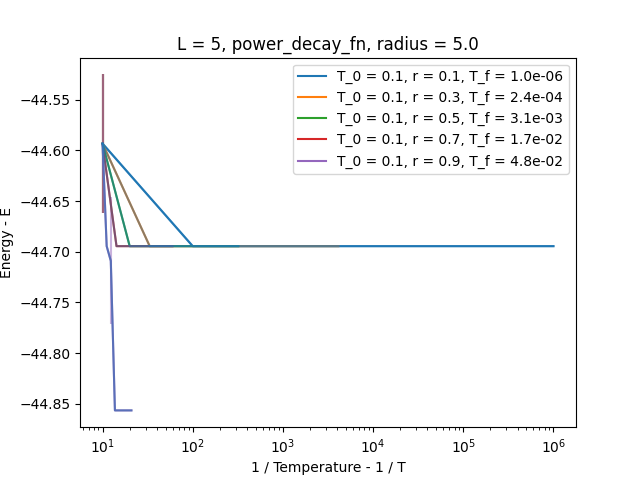 L = 5, power_decay_fn, radius = 5.0
T_0 = 0.1, r = 0.1, T_f = 1.0e-06
T_0 = 0.1, r = 0.3, T_f = 2.4e-04
T_0 = 0.1, r = 0.5, T_f = 3.1e-03
T_0 = 0.1, r = 0.7, T_f = 1.7e-02
T_0 = 0.1, r = 0.9, T_f = 4.8e-02
Energy - E
−44.55
−44.60
−44.65
−44.70
−44.75
−44.80
−44.85
10¹ 10² 10³ 10⁴ 10⁵ 10⁶
1 / Temperature - 1 / T